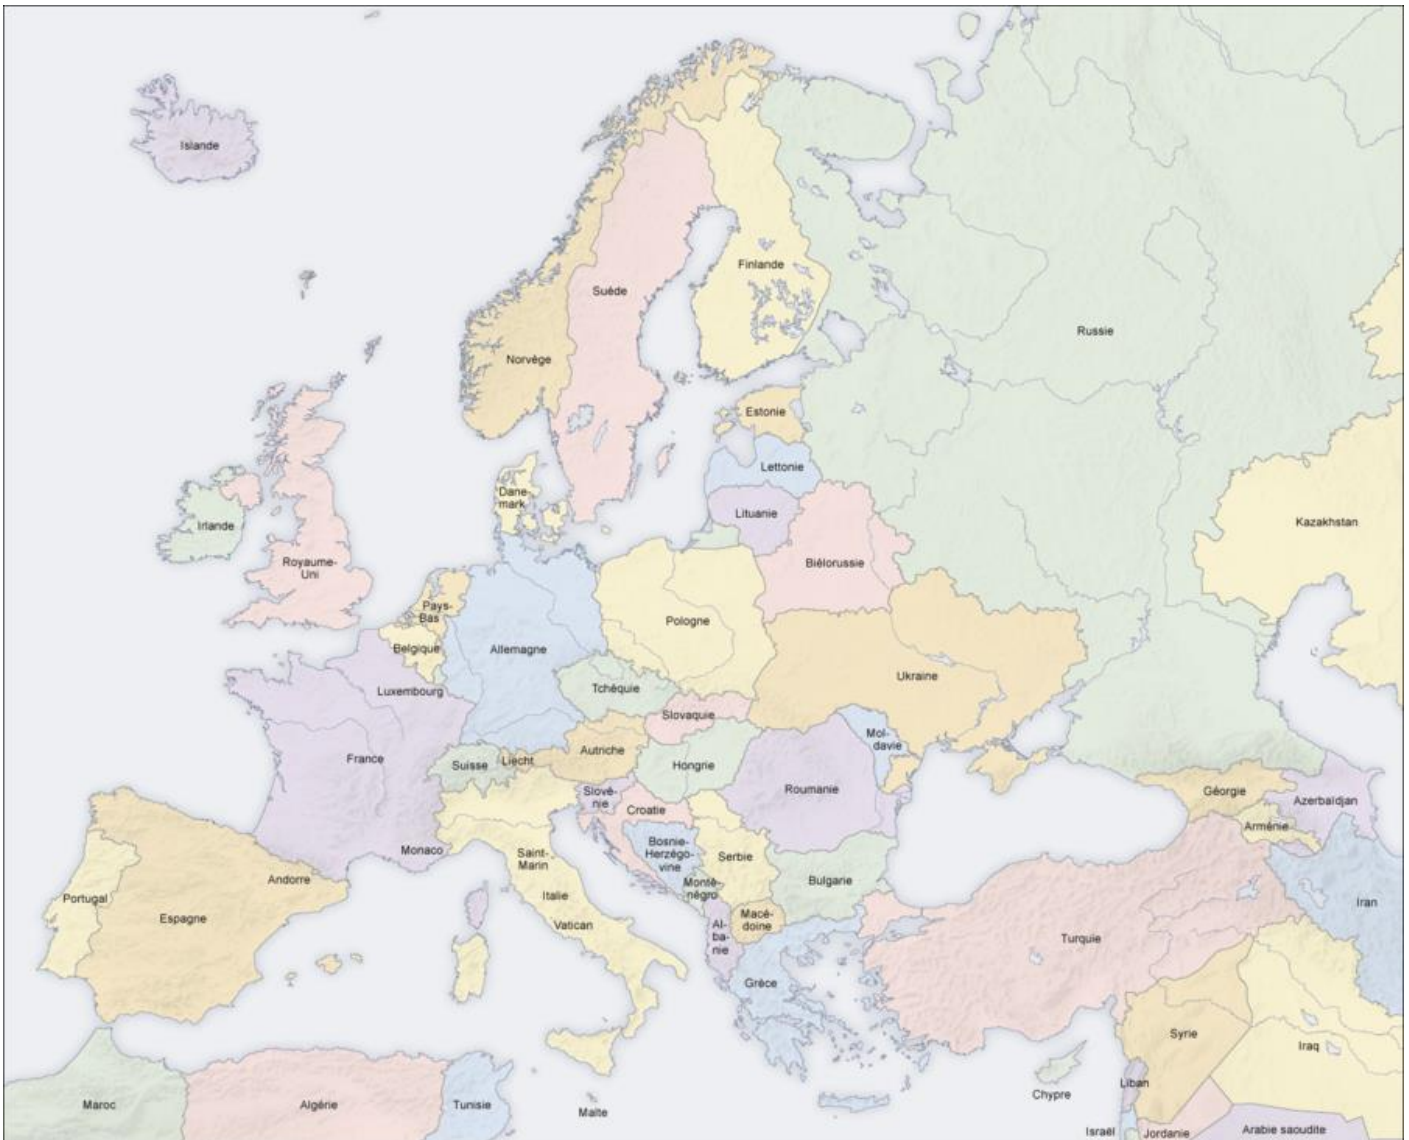 Islande
Finlande
Suède
Russie
Norvège
Estonie
Lettonie
Dane-
mark
Lituanie
Irlande
Kazakhstan
Royaume-
Uni
Biélorussie
Pays-
Bas
Pologne
Belgique
Allemagne
Ukraine
Luxembourg
Tchéquie
Slovaquie
Mol-
davie
Autriche
France
Suisse
Liecht
Hongrie
Roumanie
Géorgie
Azerbaïdjan
Slové-
nie
Croatie
Arménie
Monaco
Saint-
Marin
Bosnie-
Herzégo-
vine
Serbie
Andorre
Monté-
négro
Bulgarie
Portugal
Italie
Iran
Espagne
Vatican
Macé-
doine
Al-
ba-
nie
Turquie
Grèce
Syrie
Iraq
Liban
Chypre
Maroc
Algérie
Tunisie
Malte
Israël
Jordanie
Arabie saoudite